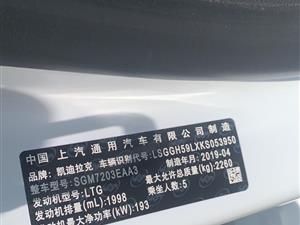 中国 上汽通用汽车有限公司制造
品牌: 凯迪拉克 车辆识别代号: LSGGH59LXKS053950
整车型号: SGM7203EAA3 制造年月: 2019-04
发动机型号: LTG 最大允许总质量(kg): 2260
发动机排量(mL): 1998 乘坐人数: 5
发动机最大净功率(kW): 193